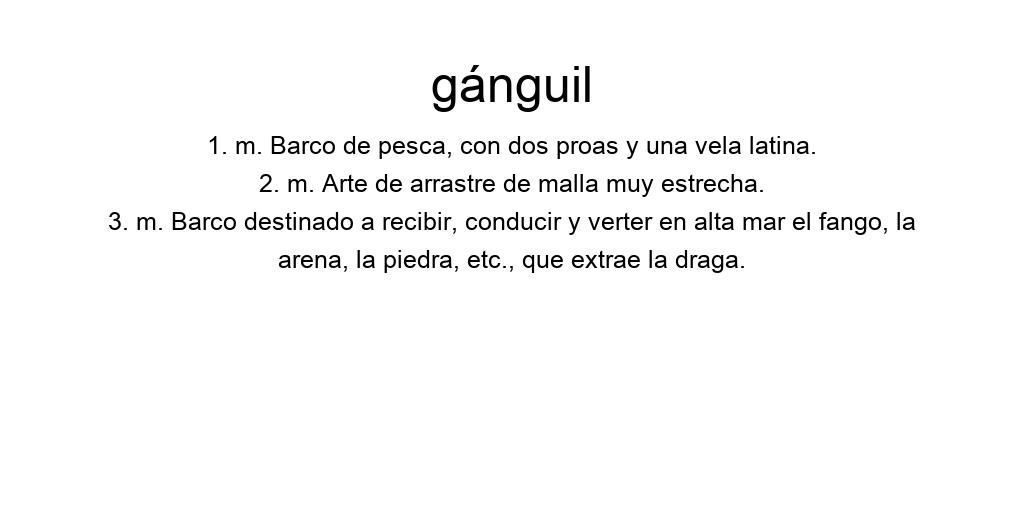 gánguil
1. m. Barco de pesca, con dos proas y una vela latina.
2. m. Arte de arrastre de malla muy estrecha.
3. m. Barco destinado a recibir, conducir y verter en alta mar el fango, la
arena, la piedra, etc., que extrae la draga.